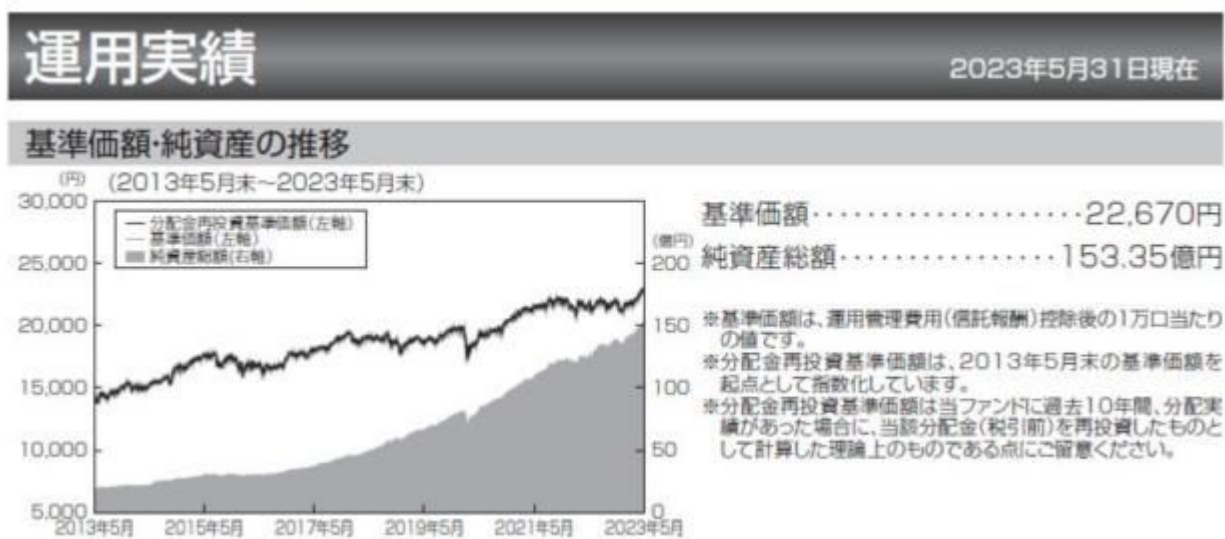 運用実績
2023年5月31日現在
基準価額・純資産の推移
(円) (2013年5月末～2023年5月末)
30,000
25,000
20,000
15,000
10,000
5,000
分配金再投資基準価額(左軸)
基準価額(左軸)
純資産総額(右軸)
(億円)
200
150
100
50
0
2013年5月 2015年5月 2017年5月 2019年5月 2021年5月 2023年5月
基準価額・・・・・・・・・・・・・・・・・・・・22,670円
純資産総額・・・・・・・・・・・・・・・・153.35億円
※基準価額は、運用管理費用(信託報酬)控除後の1万口当たり
の値です。
※分配金再投資基準価額は、2013年5月末の基準価額を
起点として指数化しています。
※分配金再投資基準価額は当ファンドに過去10年間、分配実
績があった場合に、当該分配金(税引前)を再投資したものと
して計算した理論上のものである点にご留意ください。